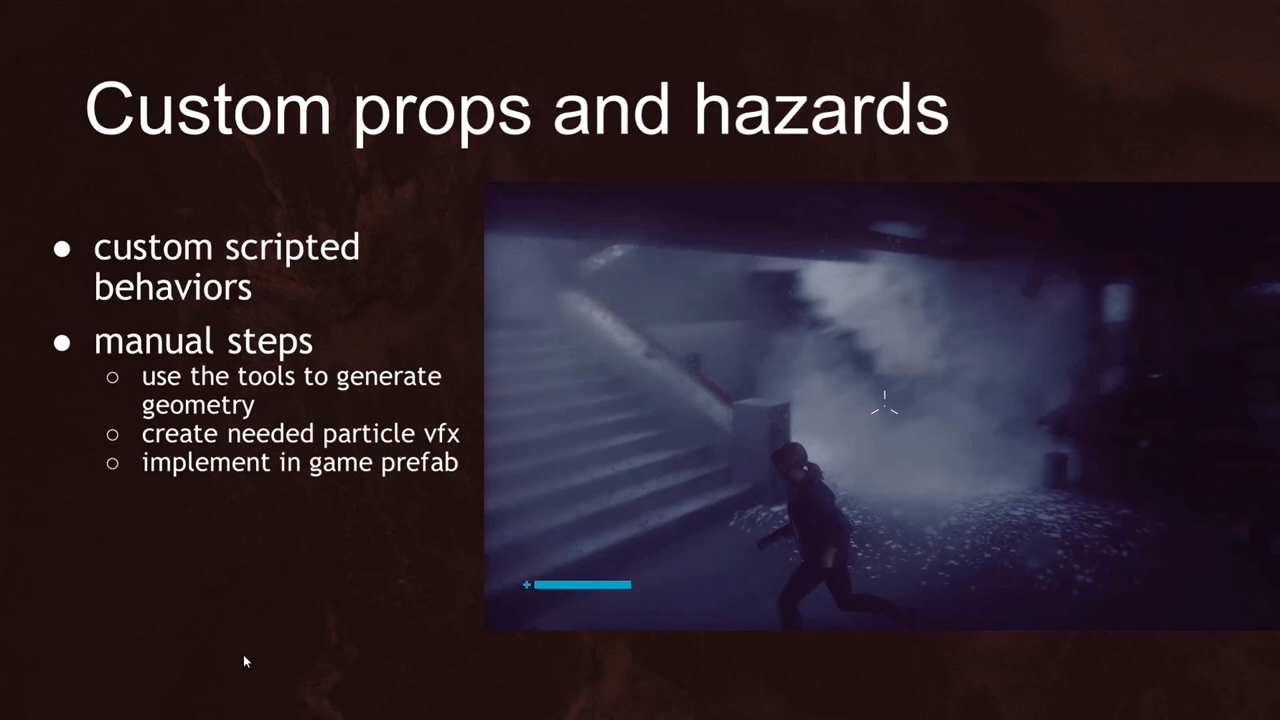 Custom props and hazards
● custom scripted
behaviors
● manual steps
○ use the tools to generate
geometry
○ create needed particle vfx
○ implement in game prefab